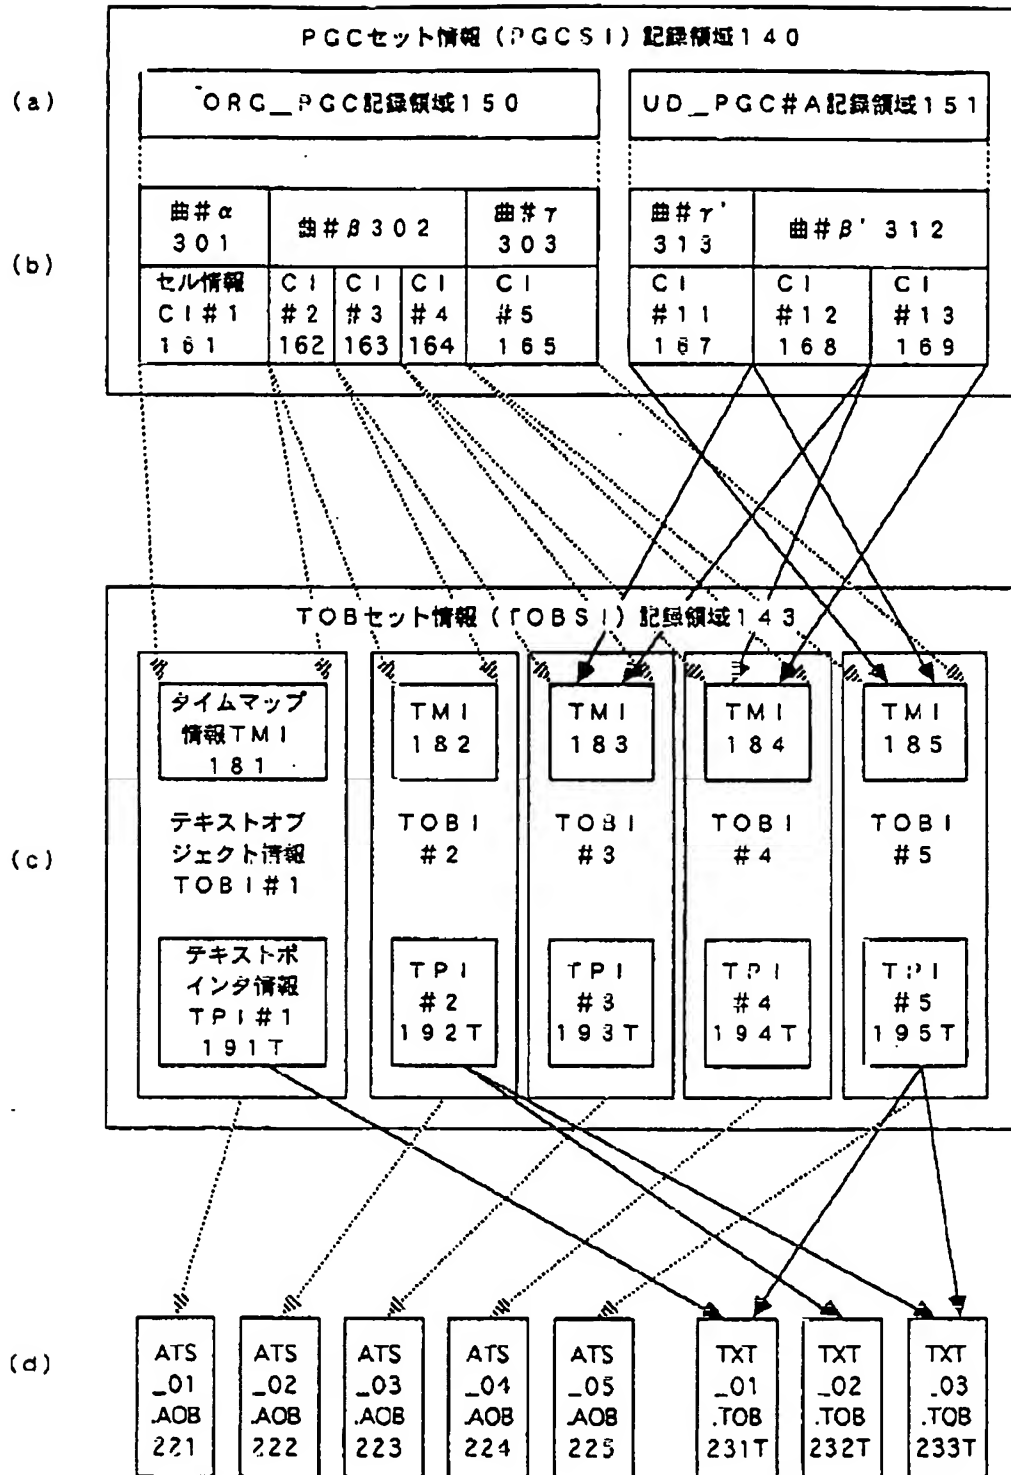 PGCセット情報(PGCSI)記録領域140
(a)
ORG_PGC記録領域150
UD_PGC#A記録領域151
(b)
曲#α
301
曲#β302
曲#γ
303
曲#γ'
313
曲#β'312
セル情報
CI#1
161
CI
#2
162
CI
#3
163
CI
#4
164
CI
#5
165
CI
#11
167
CI
#12
168
CI
#13
169
TOBセット情報(TOBSI)記録領域143
(c)
タイムマップ
情報TMI
181
TMI
182
TMI
183
TMI
184
TMI
185
テキストオブ
ジェクト情報
TOBI#1
TOBI
#2
TOBI
#3
TOBI
#4
TOBI
#5
テキストポ
インタ情報
TPI#1
191T
TPI
#2
192T
TPI
#3
193T
TPI
#4
194T
TPI
#5
195T
(d)
ATS
_01
.AOB
221
ATS
_02
.AOB
222
ATS
_03
.AOB
223
ATS
_04
.AOB
224
ATS
_05
.AOB
225
TXT
_01
.TOB
231T
TXT
_02
.TOB
232T
TXT
_03
.TOB
233T